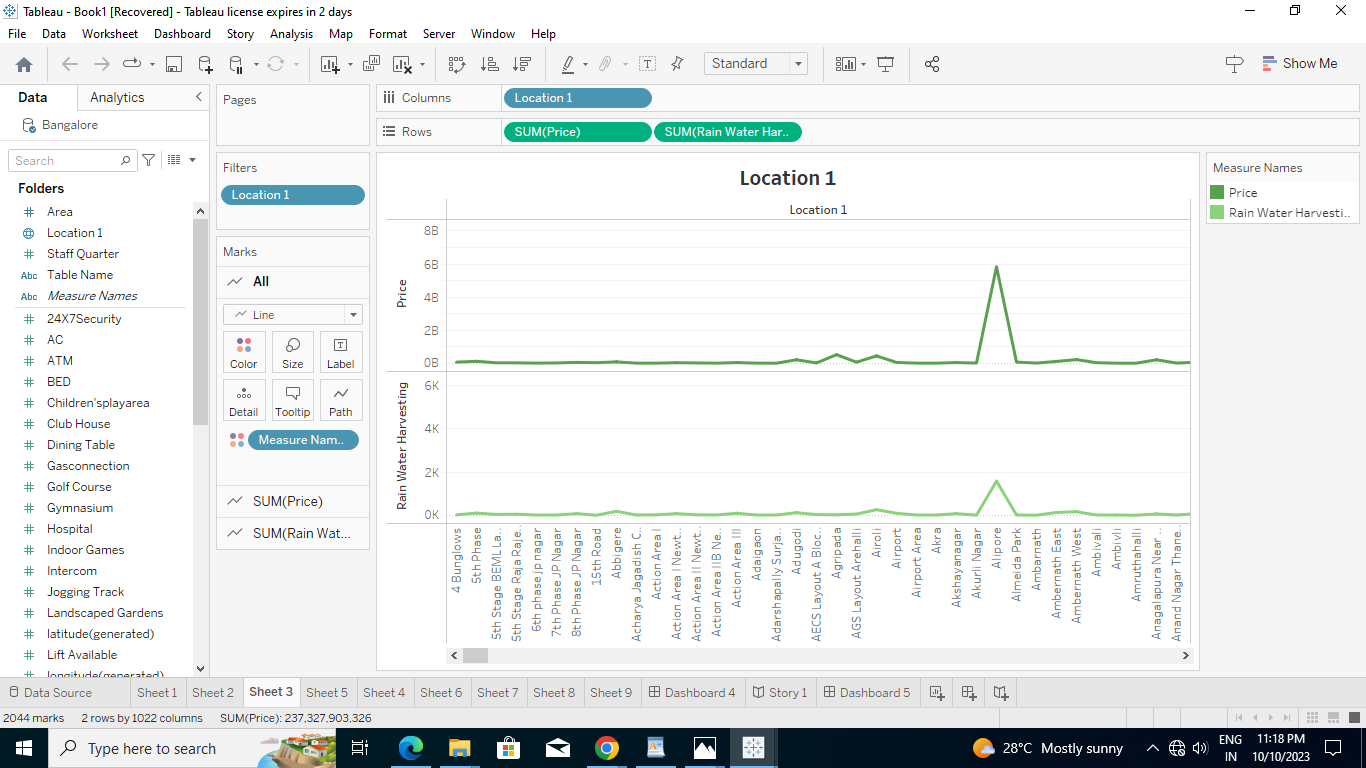 Tableau - Book1 [Recovered] - Tableau license expires in 2 days
File Data Worksheet Dashboard Story Analysis Map Format Server Window Help
Standard
Show Me
Data Analytics
Bangalore
Search
Folders
Area
Location 1
Staff Quarter
Abc Table Name
Abc Measure Names
24X7Security
AC
ATM
BED
Children'splayarea
Club House
Dining Table
Gasconnection
Golf Course
Gymnasium
Hospital
Indoor Games
Intercom
Jogging Track
Landscaped Gardens
latitude(generated)
Lift Available
longitude(generated)
Pages
Filters
Location 1
Marks
All
Line
Color Size Label
Detail Tooltip Path
Measure Nam..
SUM(Price)
SUM(Rain Wat...
Columns Location 1
Rows SUM(Price) SUM(Rain Water Har..
Location 1
Location 1
Price
8B
6B
4B
2B
0B
Rain Water Harvesting
6K
4K
2K
0K
4 Bunglows
5th Phase
5th Stage BEML La..
5th Stage Raja Raje..
6th phase jp nagar
7th Phase JP Nagar
8th Phase JP Nagar
15th Road
Abbigere
Acharya Jagadish C..
Action Area I
Action Area I Newt..
Action Area II Newt..
Action Area IIB Ne..
Action Area III
Adaigaon
Adarshapally Surja..
Adugodi
AECS Layout A Bloc..
Agripada
AGS Layout Arehalli
Airoli
Airport
Airport Area
Akra
Akshayanagar
Akurli Nagar
Alipore
Almeida Park
Ambarnath
Ambernath East
Ambernath West
Ambivali
Ambivli
Amruthahalli
Anagalapura Near ..
Anand Nagar Thane..
Measure Names
Price
Rain Water Harvesti..
Data Source Sheet 1 Sheet 2 Sheet 3 Sheet 5 Sheet 4 Sheet 6 Sheet 7 Sheet 8 Sheet 9 Dashboard 4 Story 1 Dashboard 5
2044 marks 2 rows by 1022 columns SUM(Price): 237,327,903,326
Type here to search
28°C Mostly sunny
ENG
IN
11:18 PM
10/10/2023